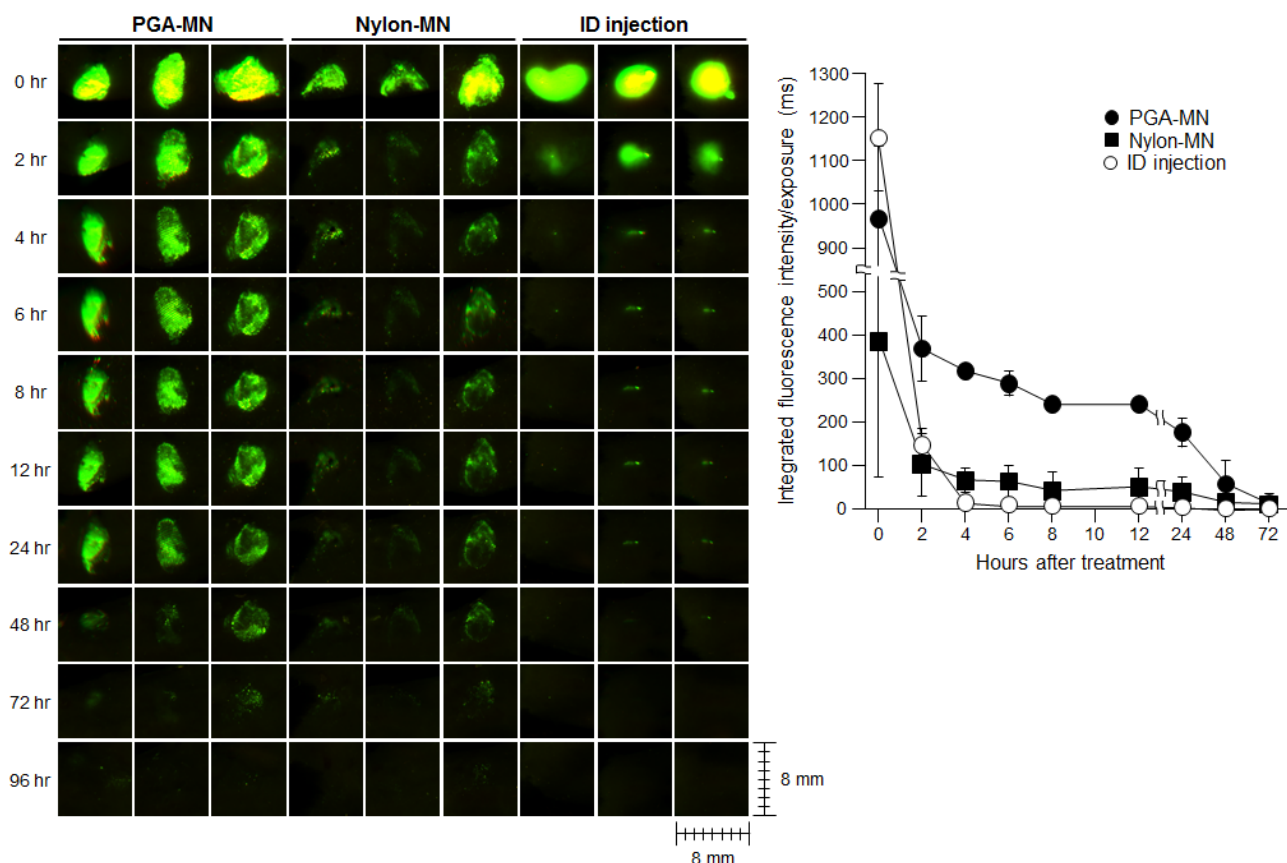 PGA-MN Nylon-MN ID injection
0 hr
2 hr
4 hr
6 hr
8 hr
12 hr
24 hr
48 hr
72 hr
96 hr
8 mm
8 mm
Integrated fluorescence intensity/exposure (ms)
1300
1200
1100
1000
900
500
400
300
200
100
0
PGA-MN
Nylon-MN
ID injection
0 2 4 6 8 10 12 24 48 72
Hours after treatment